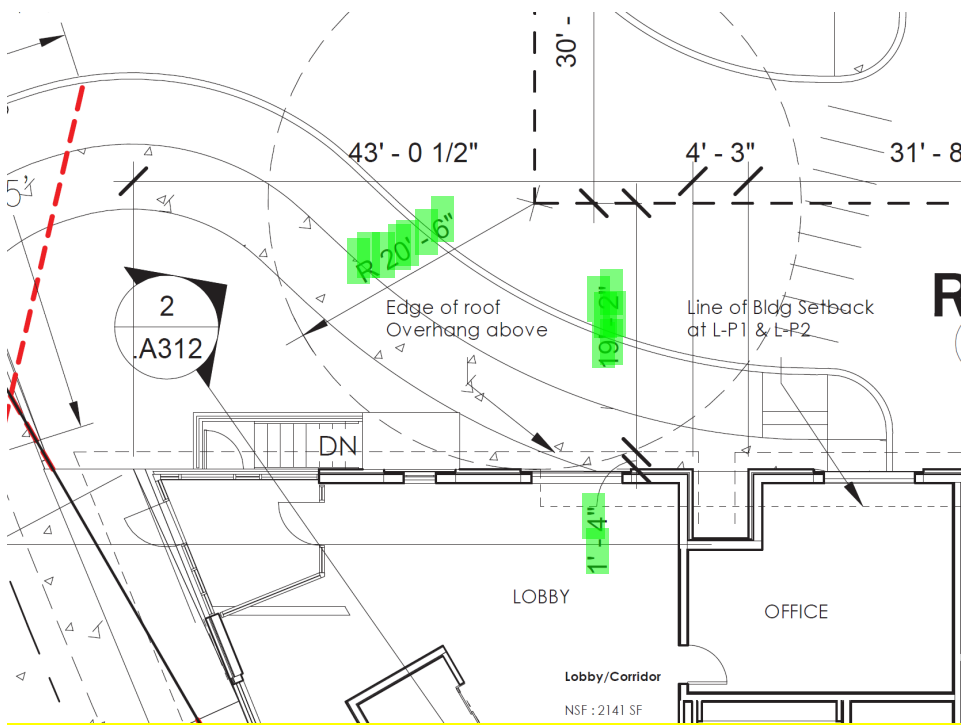 30' -
43' - 0 1/2"
4' - 3"
31' - 8
5'
R 20' - 6"
19' - 2"
Edge of roof
Overhang above
Line of Bldg Setback
at L-P1 & L-P2
R
2
.A312
DN
1' - 4"
LOBBY
OFFICE
Lobby/Corridor
NSF : 2141 SF